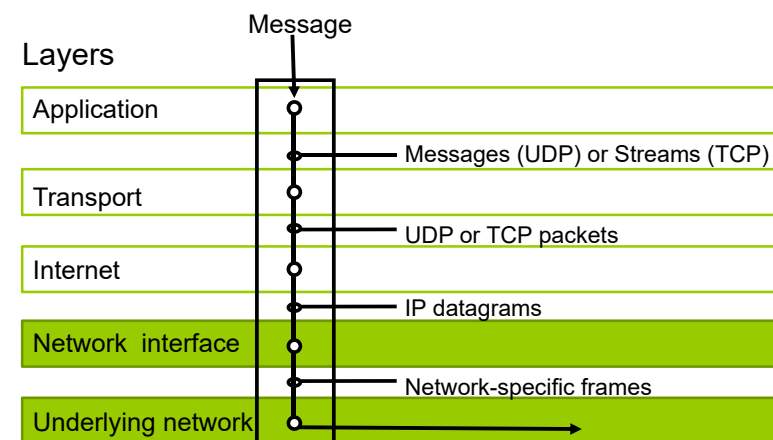 Message
Layers
Application
Messages (UDP) or Streams (TCP)
Transport
UDP or TCP packets
Internet
IP datagrams
Network interface
Network-specific frames
Underlying network